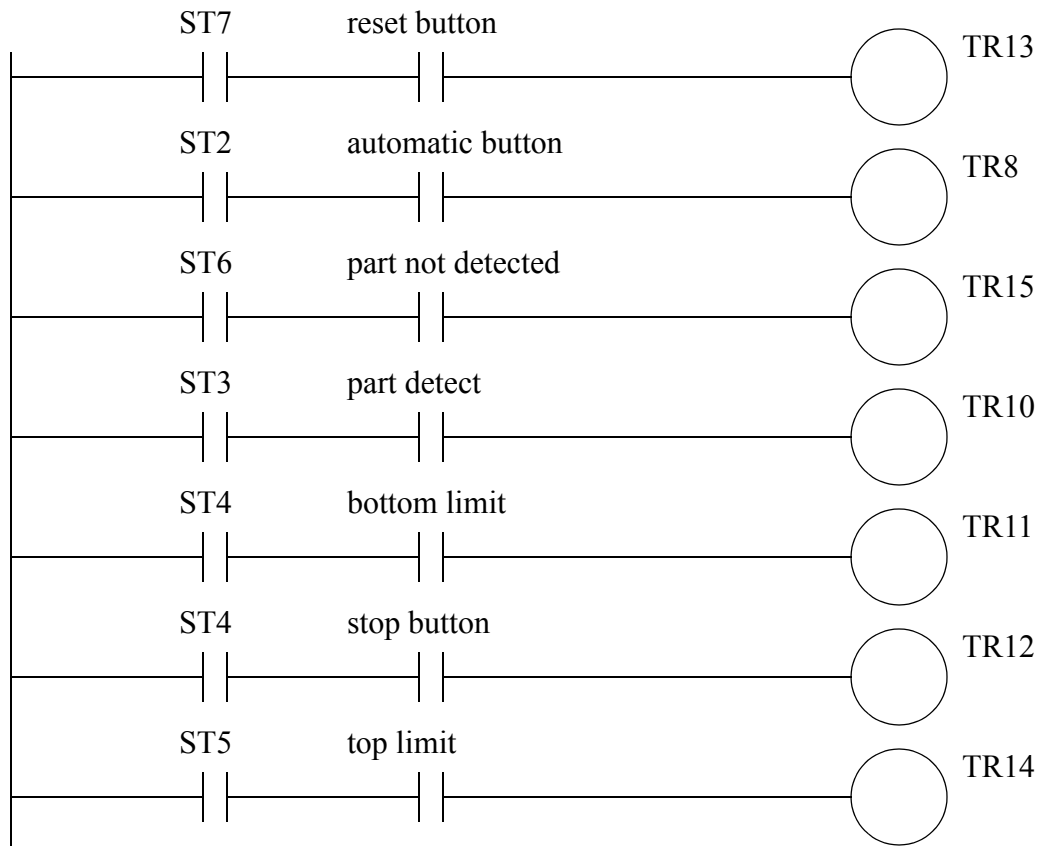 ST7 reset button TR13
ST2 automatic button TR8
ST6 part not detected TR15
ST3 part detect TR10
ST4 bottom limit TR11
ST4 stop button TR12
ST5 top limit TR14